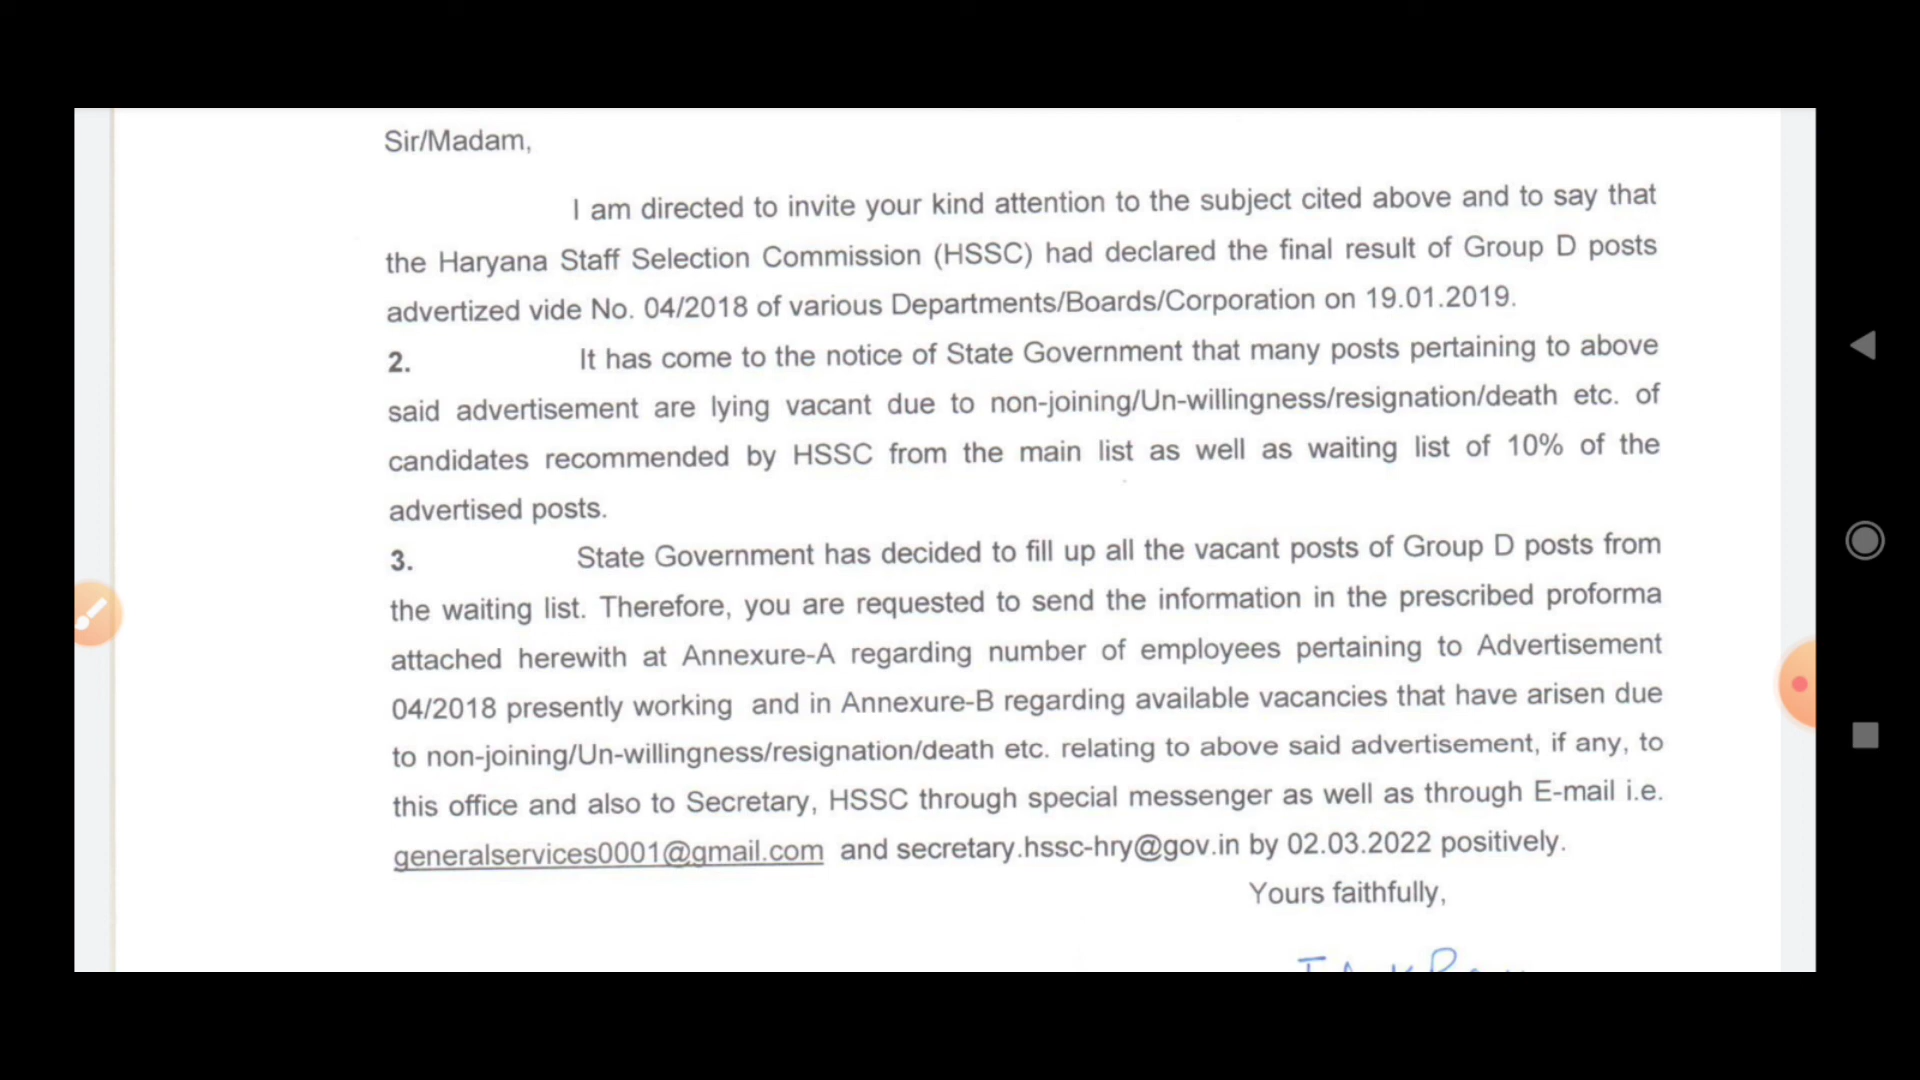 Sir/Madam,
I am directed to invite your kind attention to the subject cited above and to say that
the Haryana Staff Selection Commission (HSSC) had declared the final result of Group D posts
advertized vide No. 04/2018 of various Departments/Boards/Corporation on 19.01.2019.
2. It has come to the notice of State Government that many posts pertaining to above
said advertisement are lying vacant due to non-joining/Un-willingness/resignation/death etc. of
candidates recommended by HSSC from the main list as well as waiting list of 10% of the
advertised posts.
3. State Government has decided to fill up all the vacant posts of Group D posts from
the waiting list. Therefore, you are requested to send the information in the prescribed proforma
attached herewith at Annexure-A regarding number of employees pertaining to Advertisement
04/2018 presently working and in Annexure-B regarding available vacancies that have arisen due
to non-joining/Un-willingness/resignation/death etc. relating to above said advertisement, if any, to
this office and also to Secretary, HSSC through special messenger as well as through E-mail i.e.
generalservices0001@gmail.com and secretary.hssc-hry@gov.in by 02.03.2022 positively.
Yours faithfully,